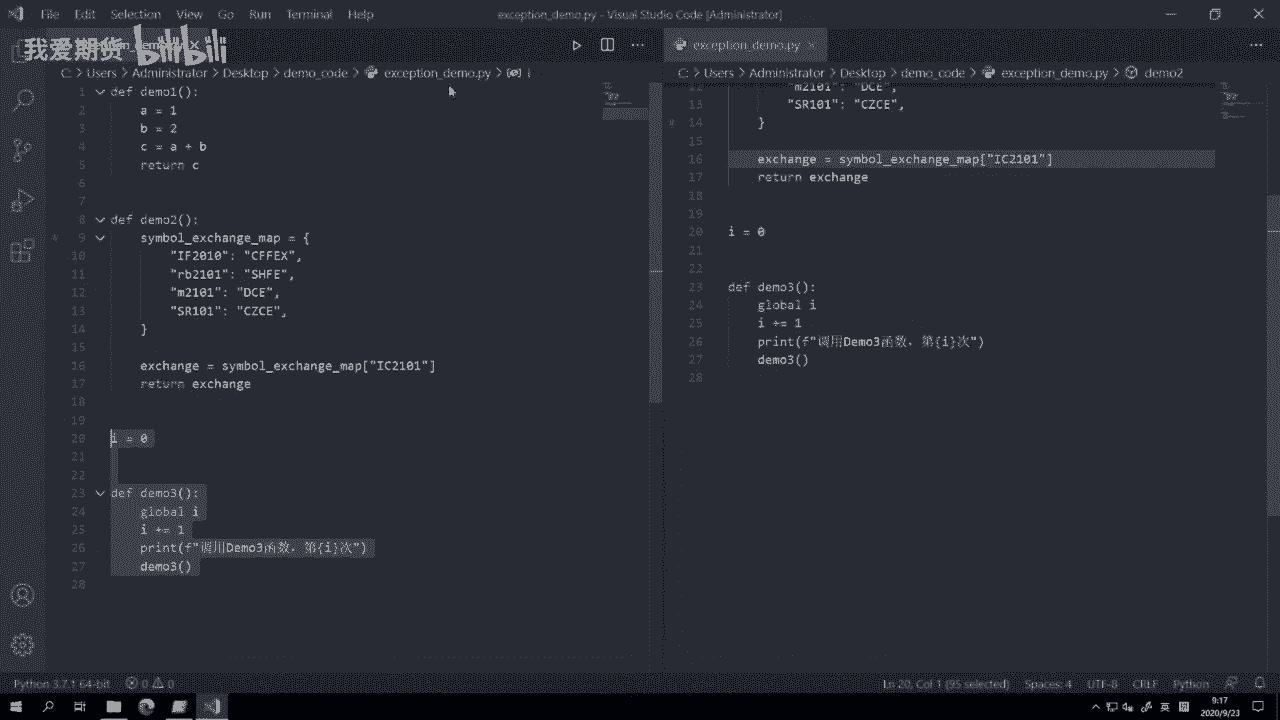 File Edit Selection View Go Run Terminal Help
exception_demo.py - Visual Studio Code [Administrator]
我爱期货 bilibili
exception_demo.py
C: > Users > Administrator > Desktop > demo_code > exception_demo.py > i
1 def demo1():
2 a = 1
3 b = 2
4 c = a + b
5 return c
6
7
8 def demo2():
9 symbol_exchange_map = {
10 "IF2010": "CFFEX",
11 "rb2101": "SHFE",
12 "m2101": "DCE",
13 "SR101": "CZCE",
14 }
15
16 exchange = symbol_exchange_map["IC2101"]
17 return exchange
18
19
20 i = 0
21
22
23 def demo3():
24 global i
25 i += 1
26 print(f"调用Demo3函数，第{i}次")
27 demo3()
28
C: > Users > Administrator > Desktop > demo_code > exception_demo.py > demo2
12 "m2101": "DCE",
13 "SR101": "CZCE",
14 }
15
16 exchange = symbol_exchange_map["IC2101"]
17 return exchange
18
19
20 i = 0
21
22
23 def demo3():
24 global i
25 i += 1
26 print(f"调用Demo3函数，第{i}次")
27 demo3()
28
Python 3.7.1 64-bit 0 0
Ln 20, Col 1 (95 selected) Spaces: 4 UTF-8 CRLF Python
英
9:17
2020/9/23